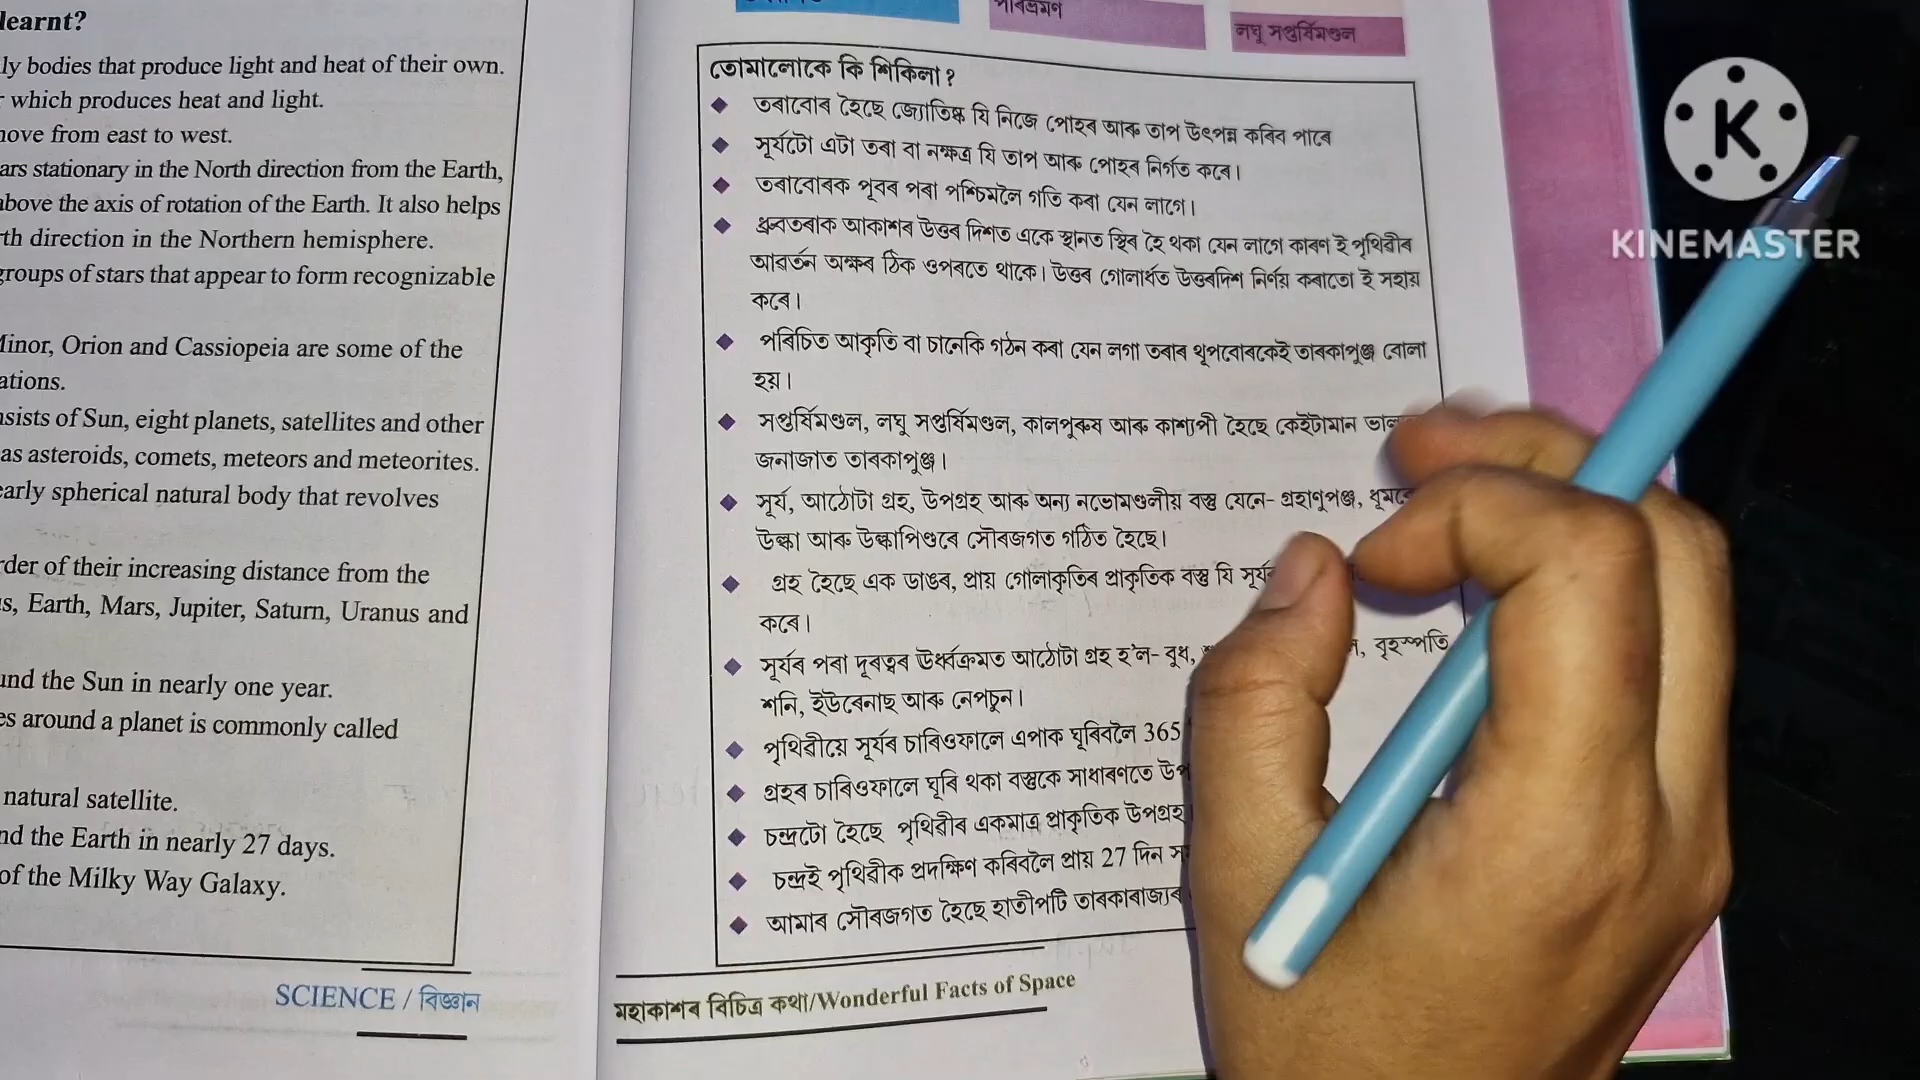 learnt?
ly bodies that produce light and heat of their own.
which produces heat and light.
nove from east to west.
ars stationary in the North direction from the Earth,
above the axis of rotation of the Earth. It also helps
rth direction in the Northern hemisphere.
groups of stars that appear to form recognizable
Minor, Orion and Cassiopeia are some of the
ations.
nsists of Sun, eight planets, satellites and other
as asteroids, comets, meteors and meteorites.
early spherical natural body that revolves
rder of their increasing distance from the
s, Earth, Mars, Jupiter, Saturn, Uranus and
und the Sun in nearly one year.
es around a planet is commonly called
natural satellite.
nd the Earth in nearly 27 days.
of the Milky Way Galaxy.
SCIENCE / বিজ্ঞান
পৰিভ্ৰমণ
লঘু সপ্তৰ্ষিমণ্ডল
তোমালোকে কি শিকিলা ?
তৰাবোৰ হৈছে জ্যোতিষ্ক যি নিজে পোহৰ আৰু তাপ উৎপন্ন কৰিব পাৰে
সূৰ্যটো এটা তৰা বা নক্ষত্ৰ যি তাপ আৰু পোহৰ নিৰ্গত কৰে।
তৰাবোৰক পূবৰ পৰা পশ্চিমলৈ গতি কৰা যেন লাগে।
ধ্ৰুৱতৰাক আকাশৰ উত্তৰ দিশত একে স্থানত স্থিৰ হৈ থকা যেন লাগে কাৰণ ই পৃথিৱীৰ
আৱৰ্তন অক্ষৰ ঠিক ওপৰতে থাকে। উত্তৰ গোলাৰ্ধত উত্তৰদিশ নিৰ্ণয় কৰাতো ই সহায়
কৰে।
পৰিচিত আকৃতি বা চানেকি গঠন কৰা যেন লগা তৰাৰ থূপবোৰকেই তাৰকাপুঞ্জ বোলা
হয়।
সপ্তৰ্ষিমণ্ডল, লঘু সপ্তৰ্ষিমণ্ডল, কালপুৰুষ আৰু কাশ্যপী হৈছে কেইটামান ভাল
জনাজাত তাৰকাপুঞ্জ।
সূৰ্য, আঠোটা গ্ৰহ, উপগ্ৰহ আৰু অন্য নভোমণ্ডলীয় বস্তু যেনে- গ্ৰহাণুপুঞ্জ, ধূমকে
উল্কা আৰু উল্কাপিণ্ডৰে সৌৰজগত গঠিত হৈছে।
গ্ৰহ হৈছে এক ডাঙৰ, প্ৰায় গোলাকৃতিৰ প্ৰাকৃতিক বস্তু যি সূৰ্যৰ
কৰে।
সূৰ্যৰ পৰা দূৰত্বৰ ঊৰ্ধ্বক্ৰমত আঠোটা গ্ৰহ হ'ল- বুধ, বৃহস্পতি
শনি, ইউৰেনাছ আৰু নেপচুন।
পৃথিৱীয়ে সূৰ্যৰ চাৰিওফালে এপাক ঘূৰিবলৈ 365
গ্ৰহৰ চাৰিওফালে ঘূৰি থকা বস্তুকে সাধাৰণতে উপ
চন্দ্ৰটো হৈছে পৃথিৱীৰ একমাত্ৰ প্ৰাকৃতিক উপগ্ৰহ
চন্দ্ৰই পৃথিৱীক প্ৰদক্ষিণ কৰিবলৈ প্ৰায় 27 দিন স
আমাৰ সৌৰজগত হৈছে হাতীপটি তাৰকাৰাজ্যৰ
মহাকাশৰ বিচিত্ৰ কথা/Wonderful Facts of Space
K
KINEMASTER